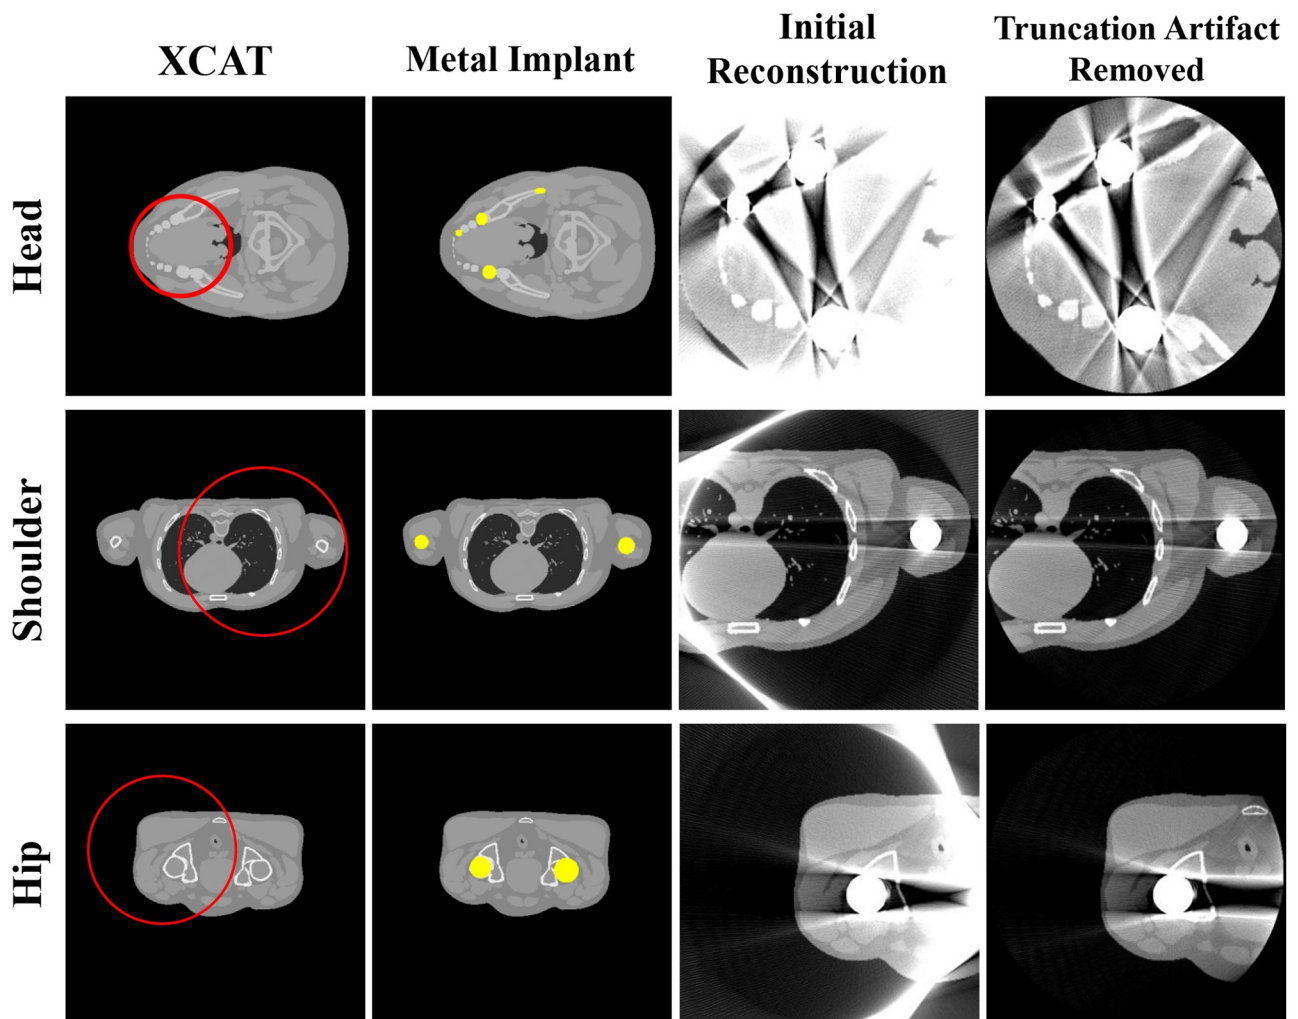 XCAT
Metal Implant
Initial
Reconstruction
Truncation Artifact
Removed
Head
Shoulder
Hip